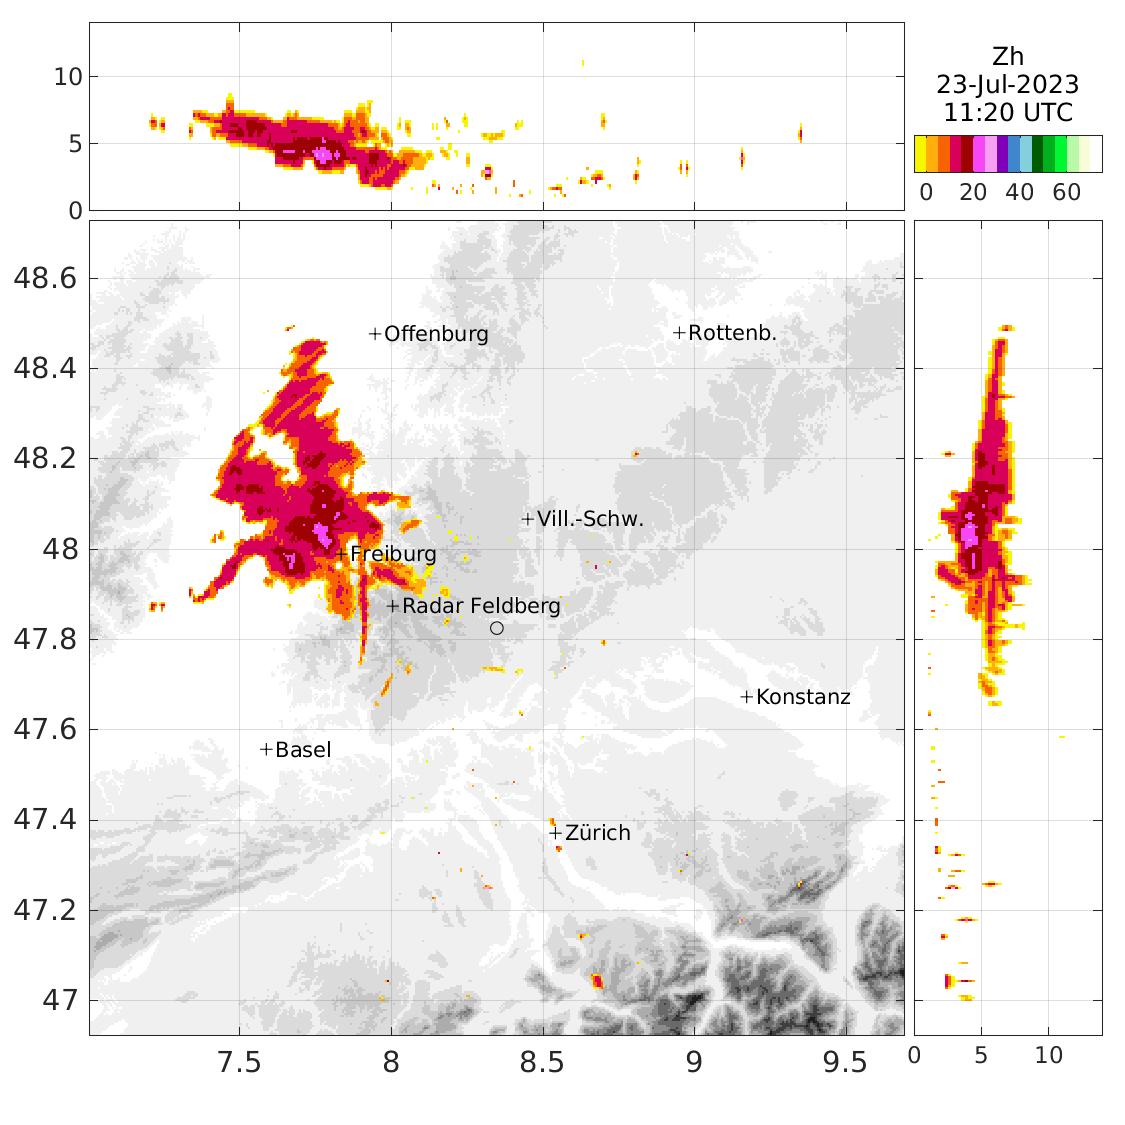 10
5
0
Zh
23-Jul-2023
11:20 UTC
0 20 40 60
48.6
48.4
48.2
48
47.8
47.6
47.4
47.2
47
+Offenburg
+Rottenb.
+Vill.-Schw.
+Freiburg
+Radar Feldberg
+Konstanz
+Basel
+Zürich
7.5 8 8.5 9 9.5
0 5 10